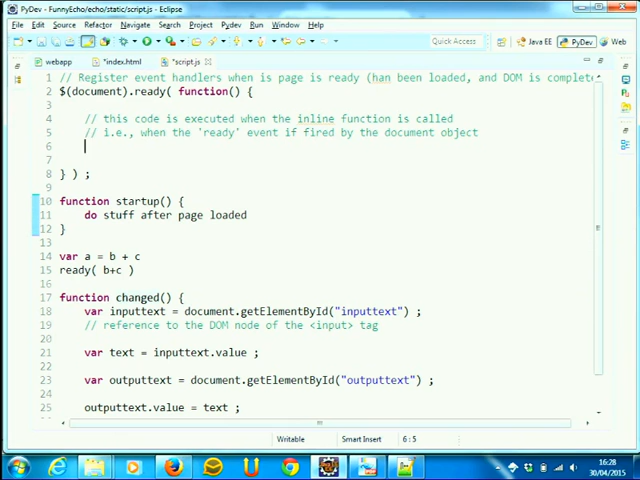 PyDev - FunnyEcho/echo/static/script.js - Eclipse
File Edit Source Refactor Navigate Search Project Pydev Run Window Help
Quick Access Java EE PyDev Web
webapp *index.html *script.js
1 // Register event handlers when is page is ready (han been loaded, and DOM is complete
2 $(document).ready( function() {
3
4 // this code is executed when the inline function is called
5 // i.e., when the 'ready' event if fired by the document object
6
7
8 } ) ;
9
10 function startup() {
11 do stuff after page loaded
12 }
13
14 var a = b + c
15 ready( b+c )
16
17 function changed() {
18 var inputtext = document.getElementById("inputtext") ;
19 // reference to the DOM node of the <input> tag
20
21 var text = inputtext.value ;
22
23 var outputtext = document.getElementById("outputtext") ;
24
25 outputtext.value = text ;
Writable Smart Insert 6 : 5
16:28
30/04/2015